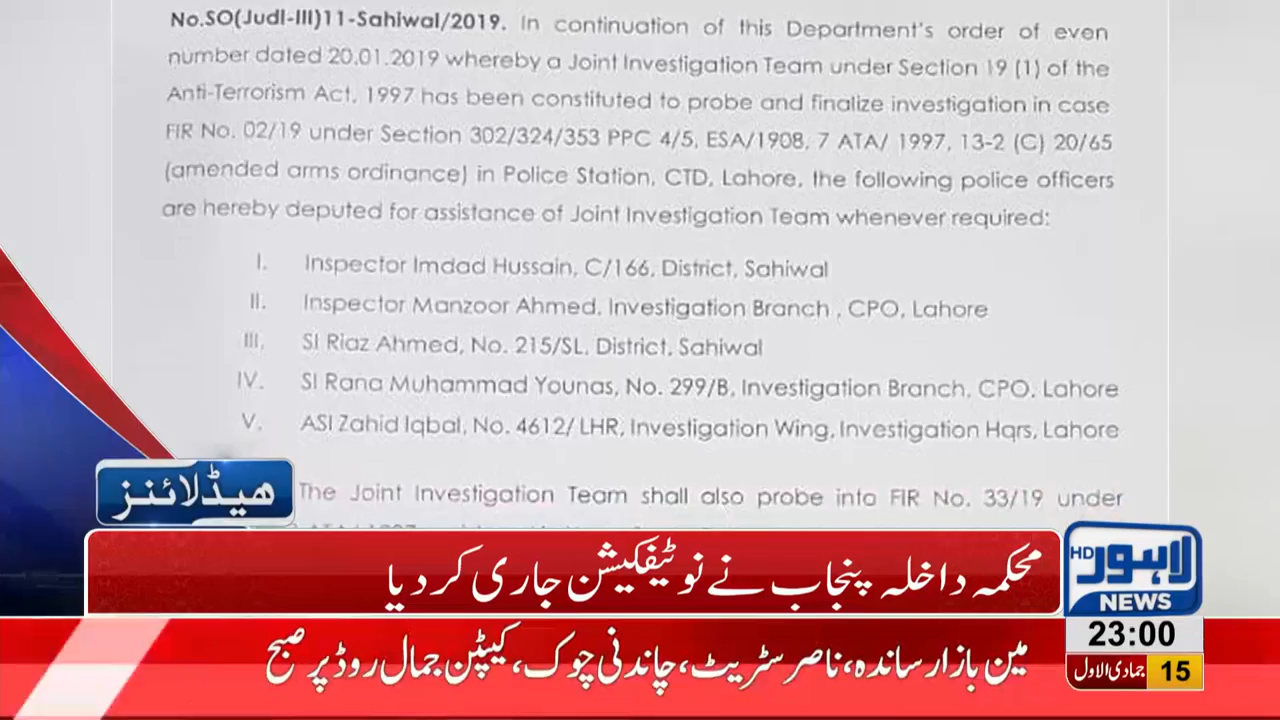 No.SO(Judl-III)11-Sahiwal/2019. In continuation of this Department's order of even
number dated 20.01.2019 whereby a Joint Investigation Team under Section 19 (1) of the
Anti-Terrorism Act, 1997 has been constituted to probe and finalize investigation in case
FIR No. 02/19 under Section 302/324/353 PPC 4/5, ESA/1908, 7 ATA/ 1997, 13-2 (C) 20/65
(amended arms ordinance) in Police Station, CTD, Lahore, the following police officers
are hereby deputed for assistance of Joint Investigation Team whenever required:
I. Inspector Imdad Hussain, C/166, District, Sahiwal
II. Inspector Manzoor Ahmed, Investigation Branch , CPO, Lahore
III. SI Riaz Ahmed, No. 215/SL, District, Sahiwal
IV. SI Rana Muhammad Younas, No. 299/B, Investigation Branch, CPO, Lahore
V. ASI Zahid Iqbal, No. 4612/ LHR, Investigation Wing, Investigation Hqrs, Lahore
The Joint Investigation Team shall also probe into FIR No. 33/19 under
ہیڈلائنز
محکمہ داخلہ پنجاب نے نوٹیفکیشن جاری کر دیا
لاہور HD
NEWS
23:00
15 جمادی الاول
مین بازار ساندہ، ناصر سٹریٹ، چاندنی چوک، کیپٹن جمال روڈ پر صبح